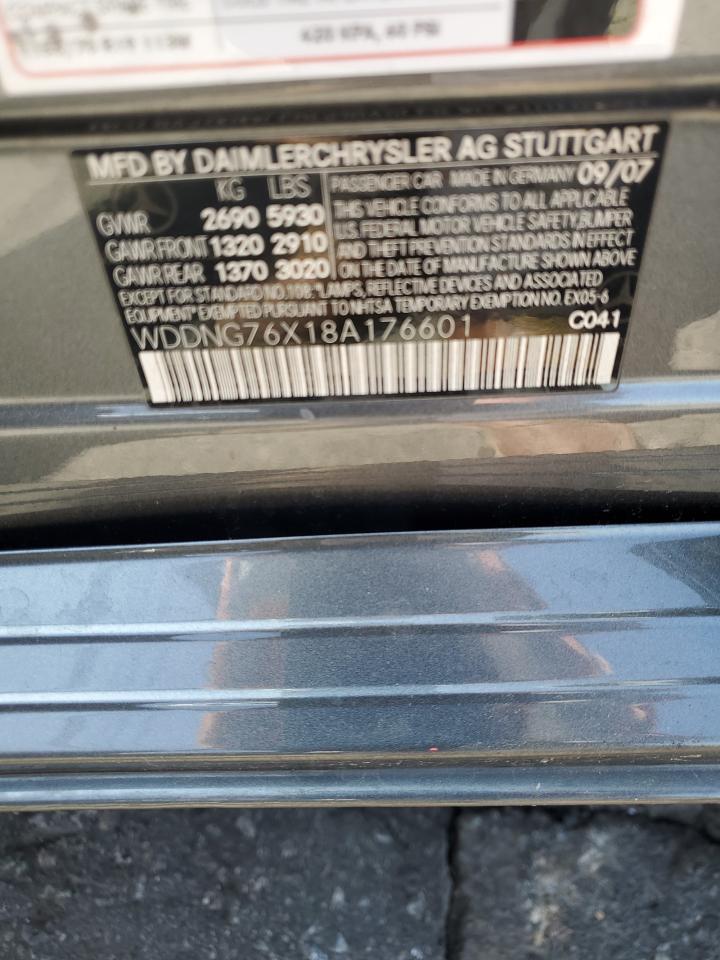 420 KPA, 60 PSI
MFD BY DAIMLERCHRYSLER AG STUTTGART
KG LBS PASSENGER CAR MADE IN GERMANY 09/07
GVWR 2690 5930 THIS VEHICLE CONFORMS TO ALL APPLICABLE
U.S. FEDERAL MOTOR VEHICLE SAFETY, BUMPER
GAWR FRONT 1320 2910 AND THEFT PREVENTION STANDARDS IN EFFECT
GAWR REAR 1370 3020 ON THE DATE OF MANUFACTURE SHOWN ABOVE
EXCEPT FOR STANDARD NO. 108: "LAMPS, REFLECTIVE DEVICES AND ASSOCIATED
EQUIPMENT" EXEMPTED PURSUANT TO NHTSA TEMPORARY EXEMPTION NO. EX05-6
WDDNG76X18A176601 C041